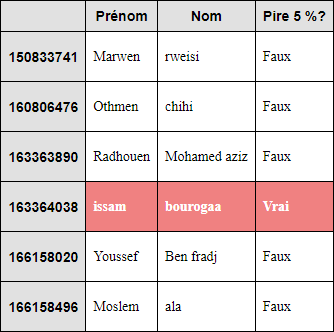 Prénom Nom Pire 5 %?
150833741 Marwen rweisi Faux
160806476 Othmen chihi Faux
163363890 Radhouen Mohamed aziz Faux
163364038 issam bourogaa Vrai
166158020 Youssef Ben fradj Faux
166158496 Moslem ala Faux